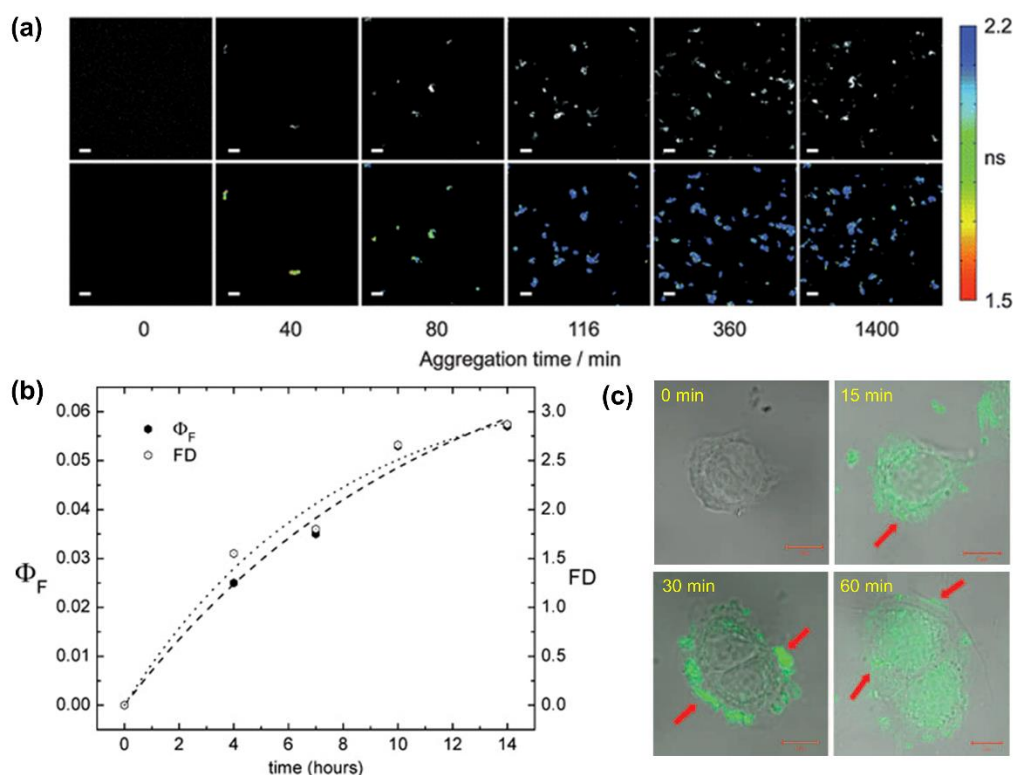 (a)
2.2
ns
1.5
0 40 80 116 360 1400
Aggregation time / min
(b)
0.06
0.05
0.04
0.03
0.02
0.01
0.00
Φ_F
Φ_F
FD
3.0
2.5
2.0
1.5
1.0
0.5
0.0
FD
0 2 4 6 8 10 12 14
time (hours)
(c)
0 min
15 min
30 min
60 min